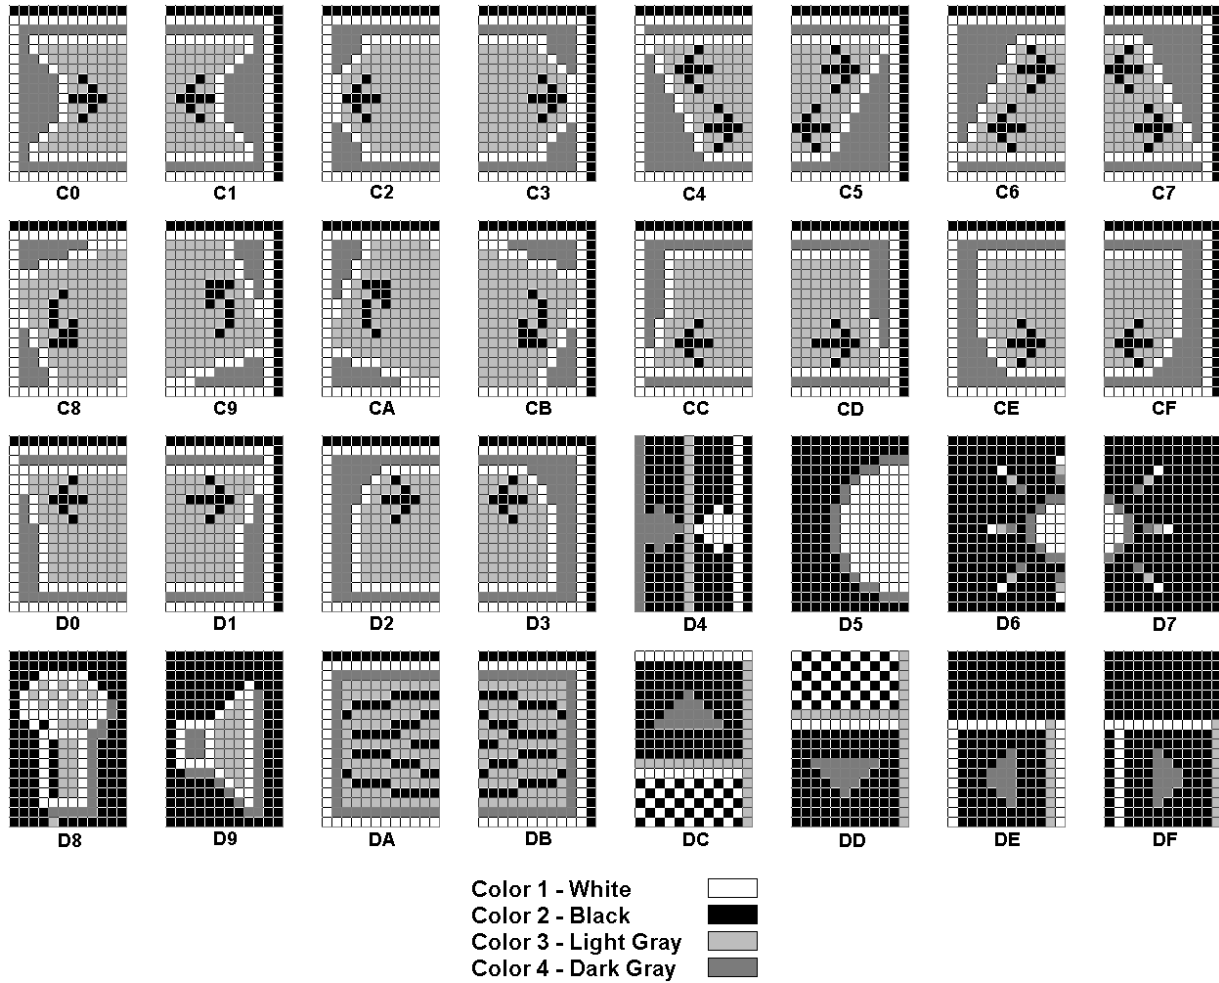 C0 C1 C2 C3 C4 C5 C6 C7
C8 C9 CA CB CC CD CE CF
D0 D1 D2 D3 D4 D5 D6 D7
D8 D9 DA DB DC DD DE DF
Color 1 - White
Color 2 - Black
Color 3 - Light Gray
Color 4 - Dark Gray